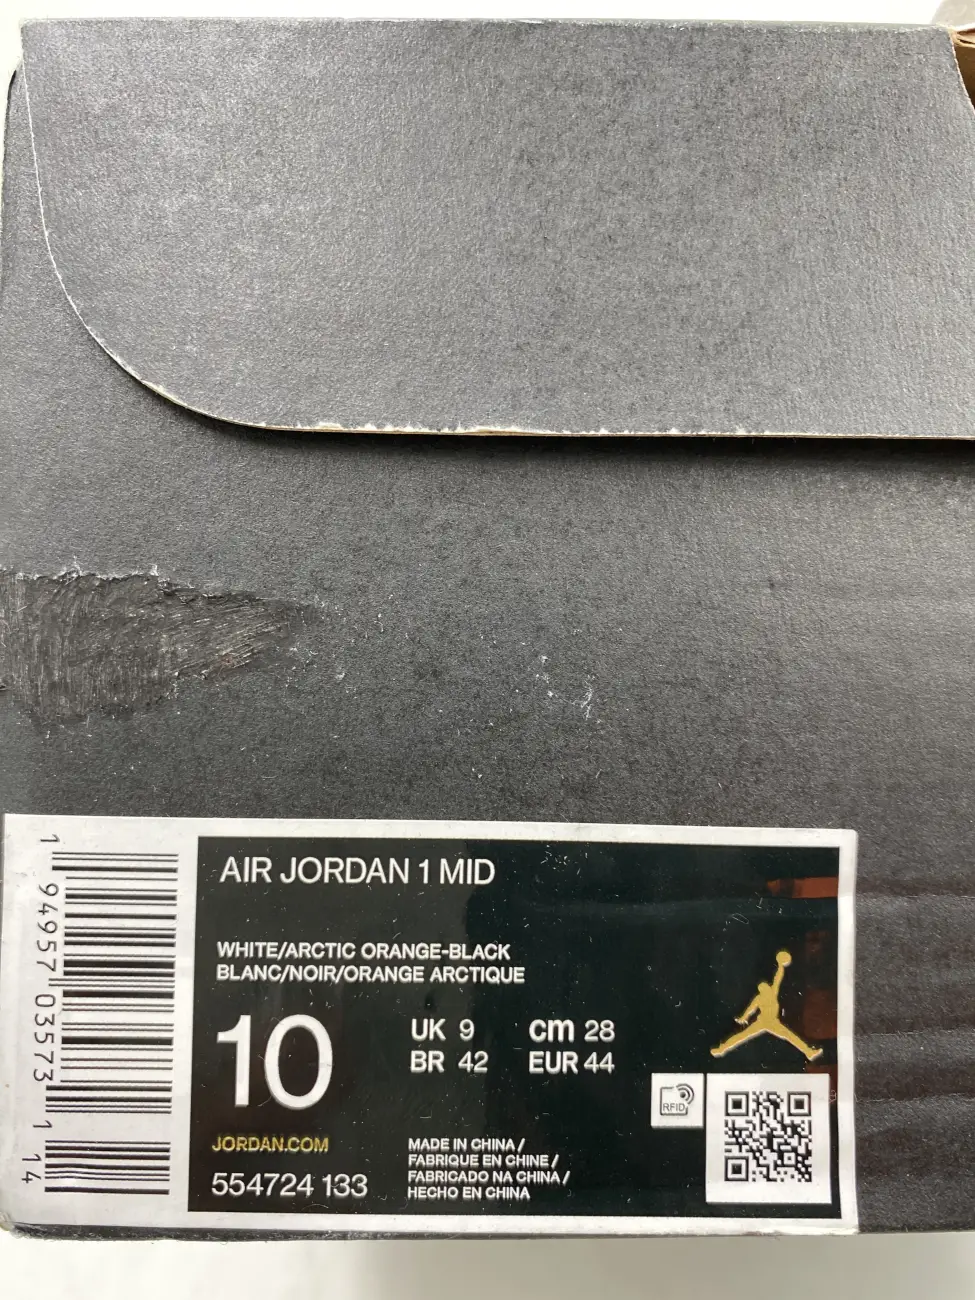 AIR JORDAN 1 MID
WHITE/ARCTIC ORANGE-BLACK
BLANC/NOIR/ORANGE ARCTIQUE
10
UK 9 cm 28
BR 42 EUR 44
RFID
JORDAN.COM
554724 133
MADE IN CHINA /
FABRIQUE EN CHINE /
FABRICADO NA CHINA /
HECHO EN CHINA
1 94957 03573 1 14